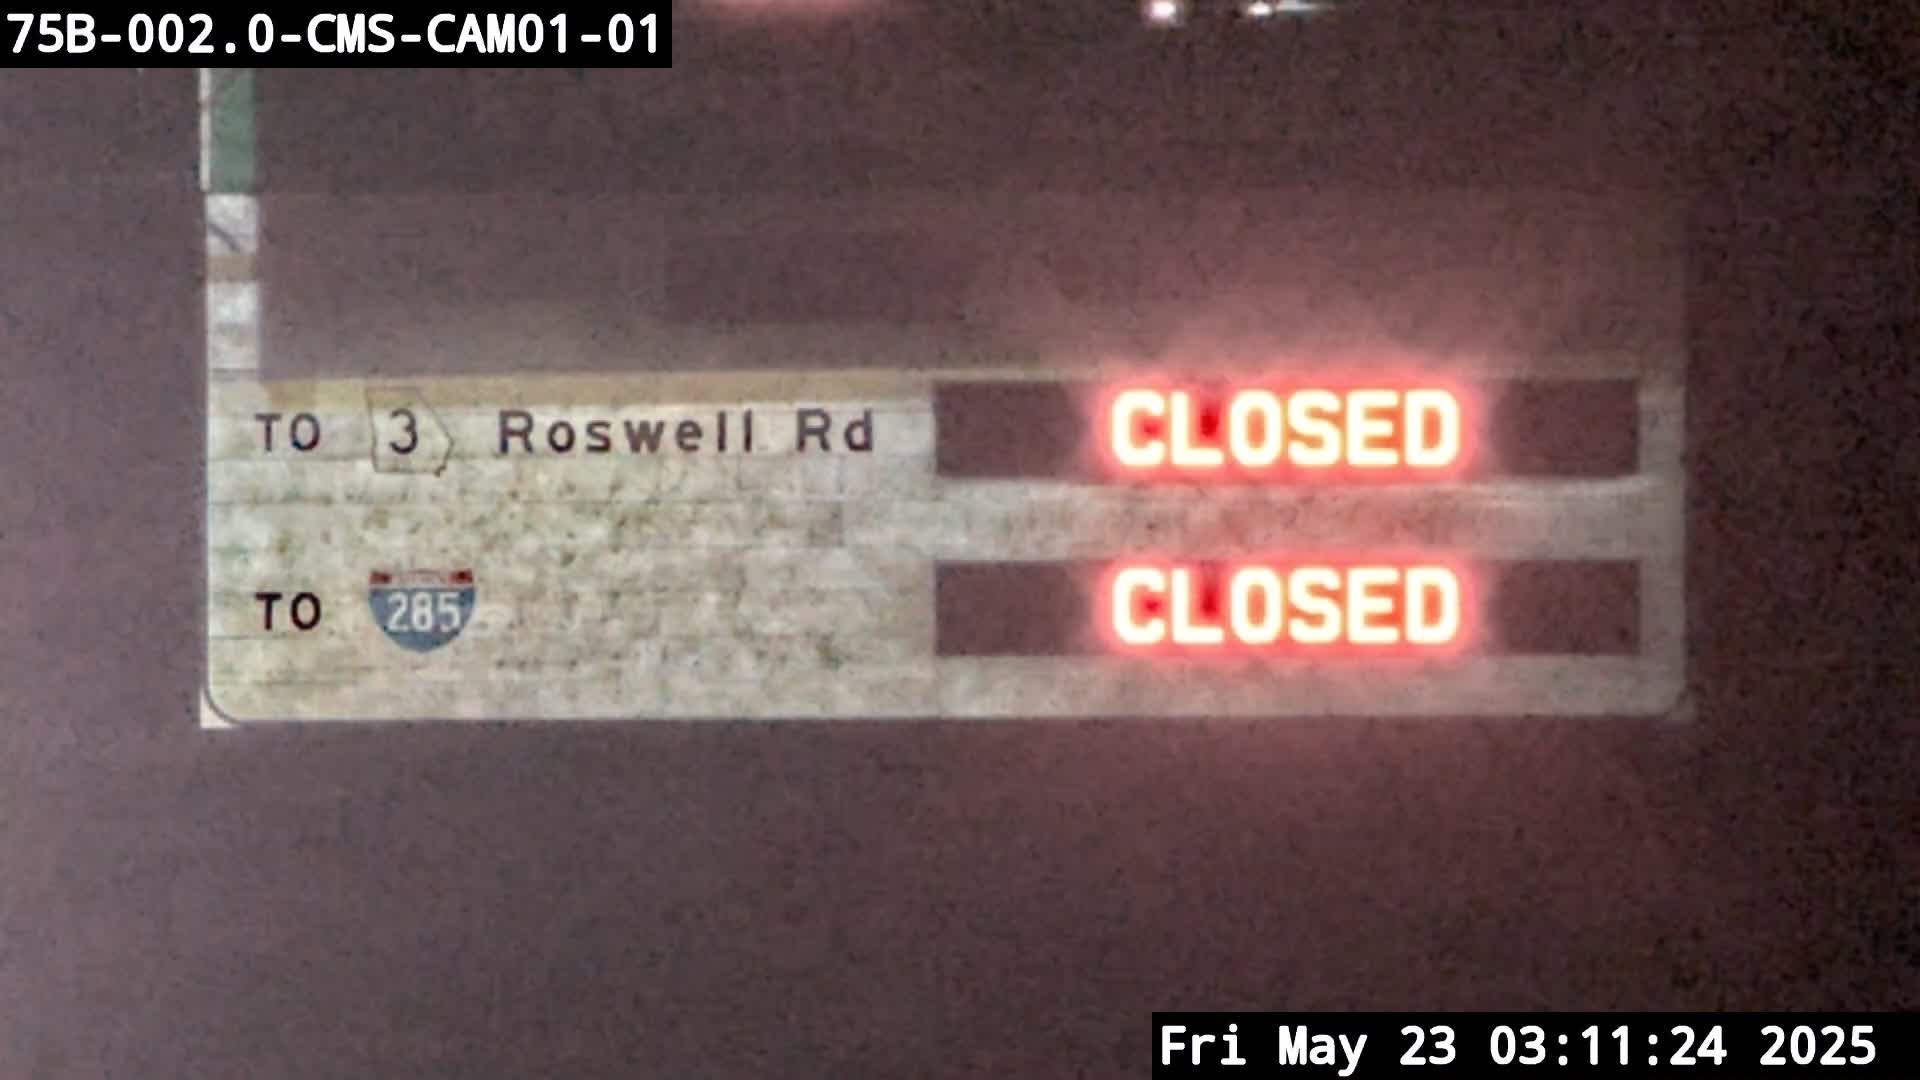 75B-002.0-CMS-CAM01-01
TO 3 Roswell Rd CLOSED
TO 285 CLOSED
Fri May 23 03:11:24 2025